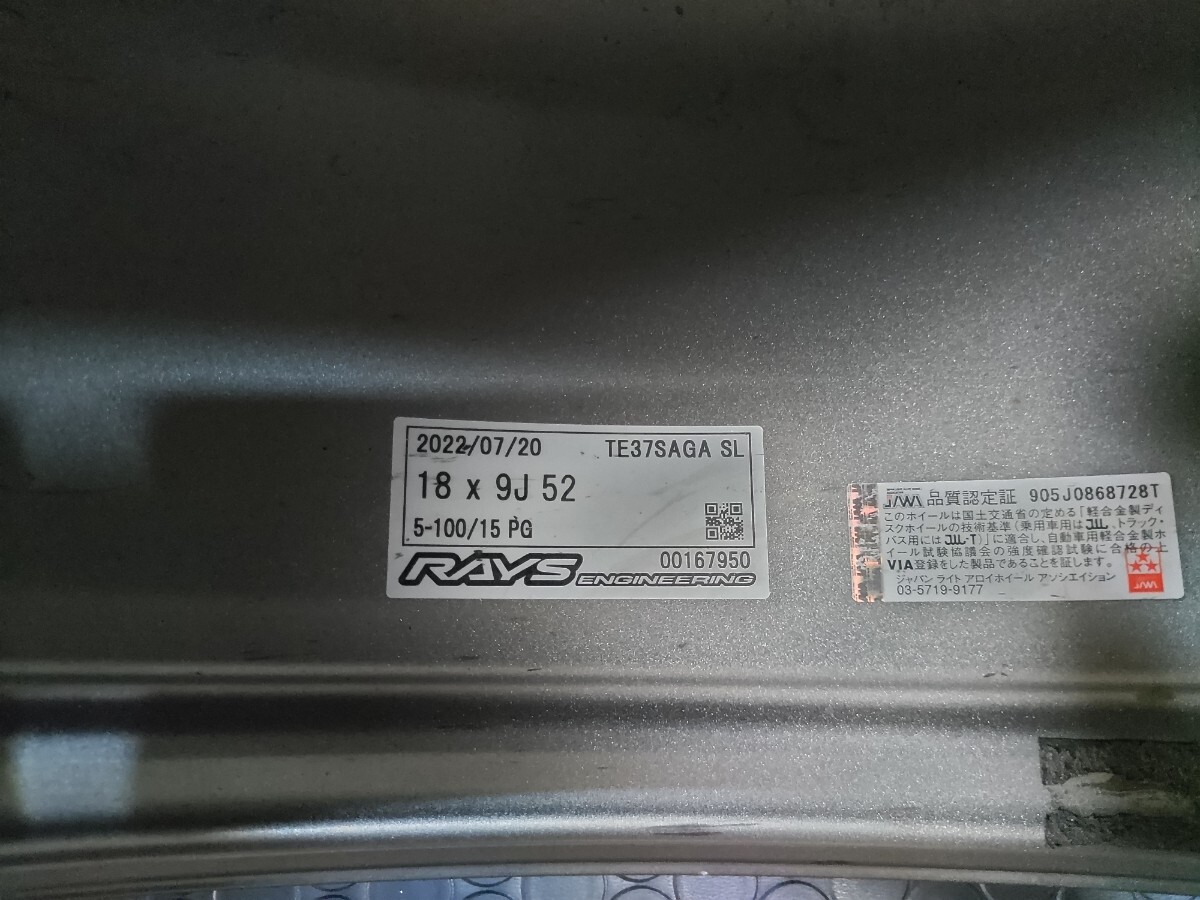 2022/07/20 TE37SAGA SL
18 x 9J 52
5-100/15 PG
RAYS ENGINEERING 00167950
JAWA 品質認定証 905J0868728T
このホイールは国土交通省の定める「軽合金製ディ
スクホイールの技術基準(乗用車用はJWL、トラック・
バス用にはJWL-T)」に適合し、自動車用軽合金製ホ
イール試験協議会の強度確認試験に合格の上
VIA登録をした製品であることを証します。
ジャパン ライト アロイホイール アソシエイション
03-5719-9177
JAWA